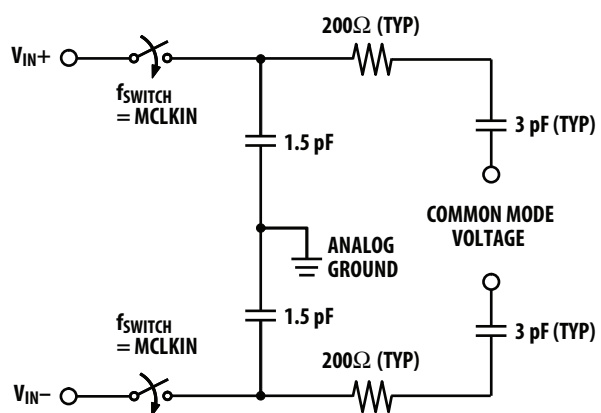 200Ω (TYP)
VIN+
fSWITCH
= MCLKIN
1.5 pF
3 pF (TYP)
COMMON MODE
VOLTAGE
ANALOG
GROUND
fSWITCH
= MCLKIN
1.5 pF
3 pF (TYP)
200Ω (TYP)
VIN–